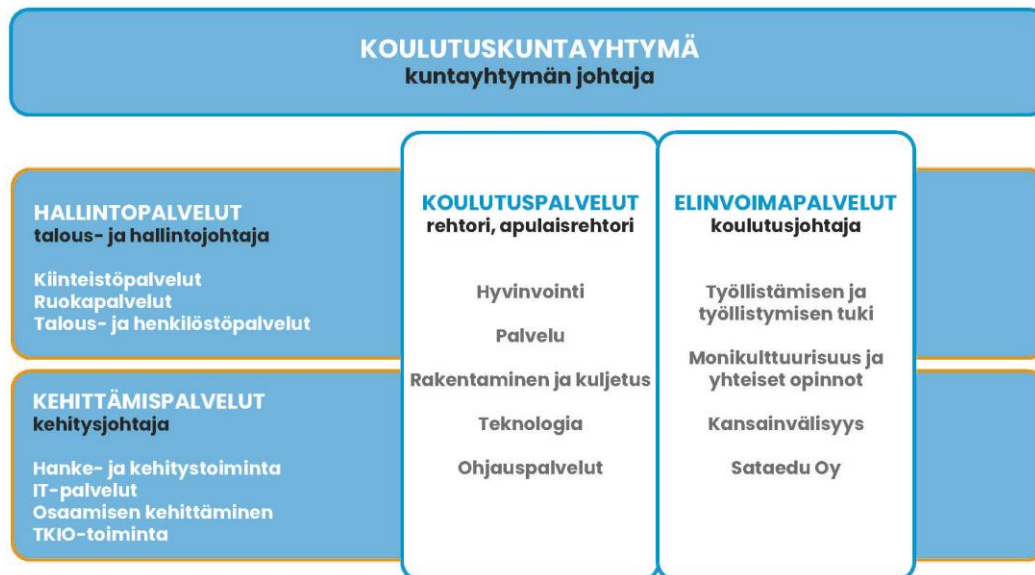 KOULUTUSKUNTAYHTYMÄ
kuntayhtymän johtaja
HALLINTOPALVELUT
talous- ja hallintojohtaja
Kiinteistöpalvelut
Ruokapalvelut
Talous- ja henkilöstöpalvelut
KEHITTÄMISPALVELUT
kehitysjohtaja
Hanke- ja kehitystoiminta
IT-palvelut
Osaamisen kehittäminen
TKIO-toiminta
KOULUTUSPALVELUT
rehtori, apulaisrehtori
Hyvinvointi
Palvelu
Rakentaminen ja kuljetus
Teknologia
Ohjauspalvelut
ELINVOIMAPALVELUT
koulutusjohtaja
Työllistämisen ja
työllistymisen tuki
Monikulttuurisuus ja
yhteiset opinnot
Kansainvälisyys
Sataedu Oy